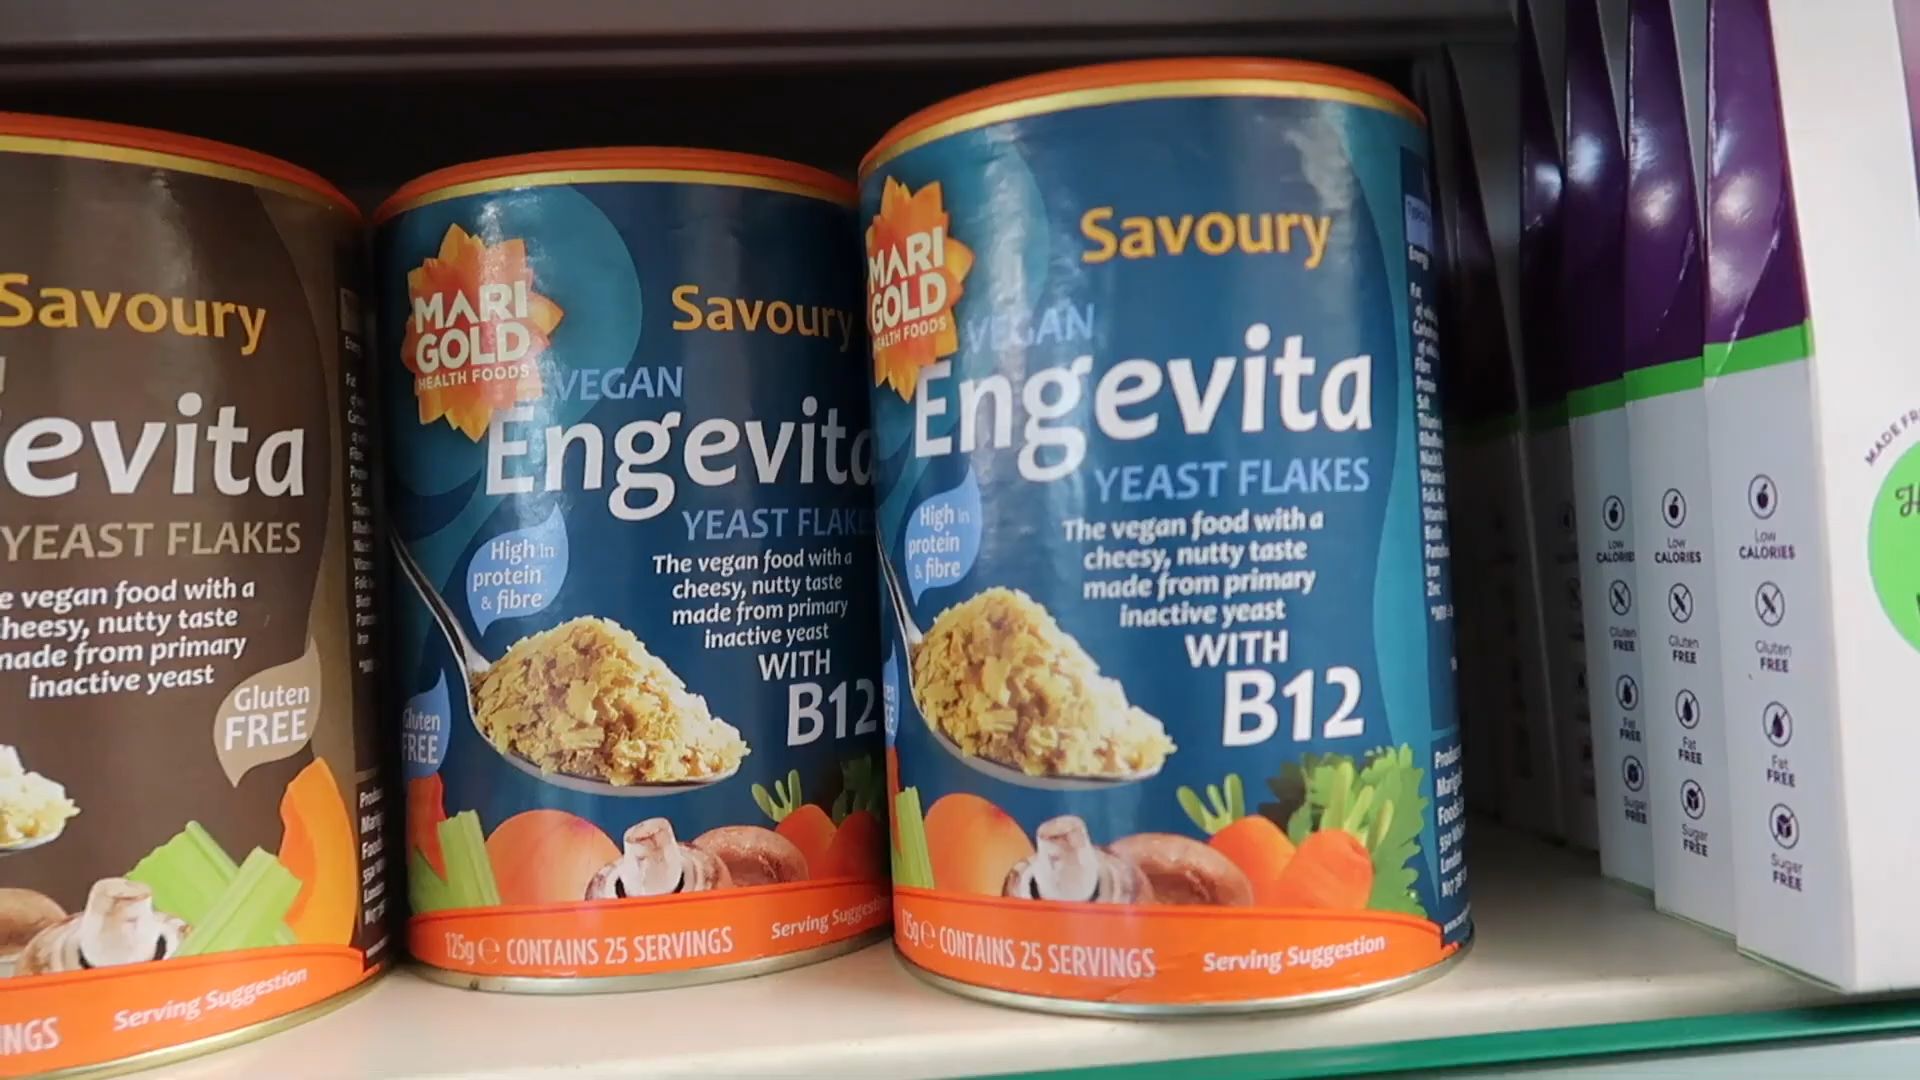 Savoury
evita
YEAST FLAKES
vegan food with a
cheesy, nutty taste
made from primary
inactive yeast
Gluten
FREE
Serving Suggestion
MARI
GOLD
HEALTH FOODS
Savoury
VEGAN
Engevita
YEAST FLAKE
High in
protein
& fibre
The vegan food with a
cheesy, nutty taste
made from primary
inactive yeast
WITH
B12
Gluten
FREE
125g e CONTAINS 25 SERVINGS
Serving Suggestion
MARI
GOLD
HEALTH FOODS
Savoury
VEGAN
Engevita
YEAST FLAKES
High in
protein
& fibre
The vegan food with a
cheesy, nutty taste
made from primary
inactive yeast
WITH
B12
125g e CONTAINS 25 SERVINGS
Serving Suggestion
LOW
CALORIES
Gluten
FREE
Fat
FREE
Sugar
FREE
LOW
CALORIES
Gluten
FREE
Fat
FREE
Sugar
FREE
LOW
CALORIES
Gluten
FREE
Fat
FREE
Sugar
FREE
MADE FR